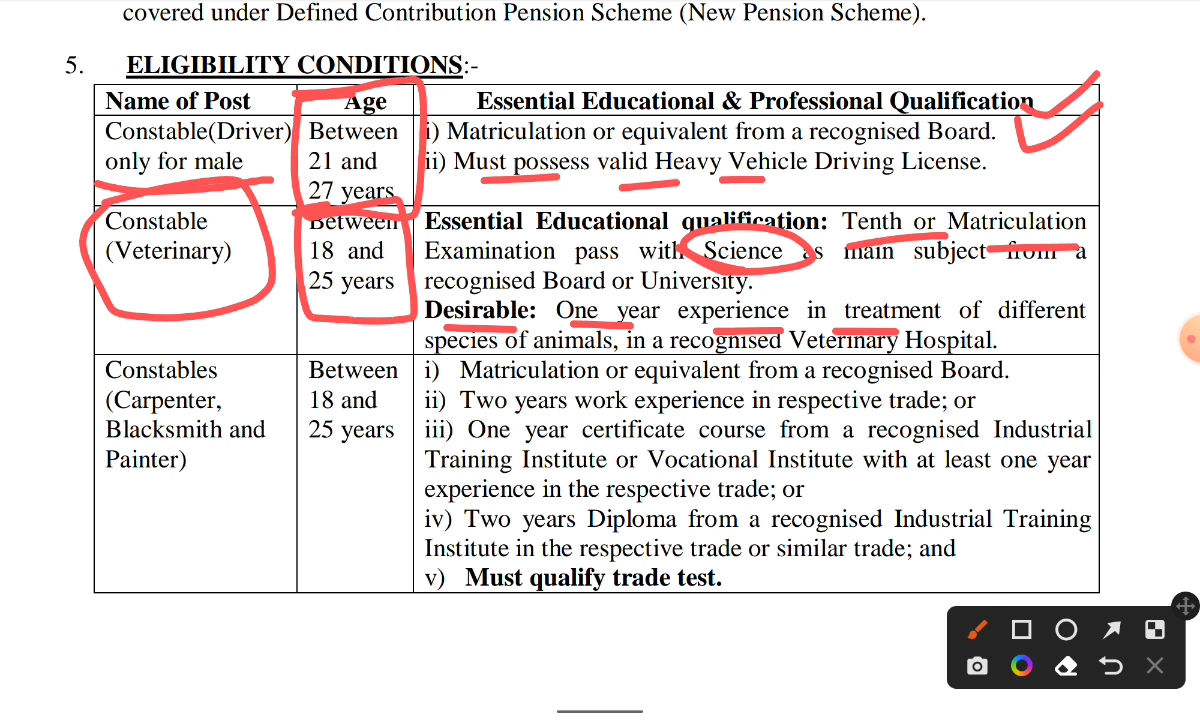 covered under Defined Contribution Pension Scheme (New Pension Scheme).
5. ELIGIBILITY CONDITIONS:-
Name of Post Age Essential Educational & Professional Qualification
Constable(Driver) Between i) Matriculation or equivalent from a recognised Board.
only for male 21 and ii) Must possess valid Heavy Vehicle Driving License.
27 years
Constable Between Essential Educational qualification: Tenth or Matriculation
(Veterinary) 18 and Examination pass with Science as main subject from a
25 years recognised Board or University.
Desirable: One year experience in treatment of different
species of animals, in a recognised Veterinary Hospital.
Constables Between i) Matriculation or equivalent from a recognised Board.
(Carpenter, 18 and ii) Two years work experience in respective trade; or
Blacksmith and 25 years iii) One year certificate course from a recognised Industrial
Painter) Training Institute or Vocational Institute with at least one year
experience in the respective trade; or
iv) Two years Diploma from a recognised Industrial Training
Institute in the respective trade or similar trade; and
v) Must qualify trade test.